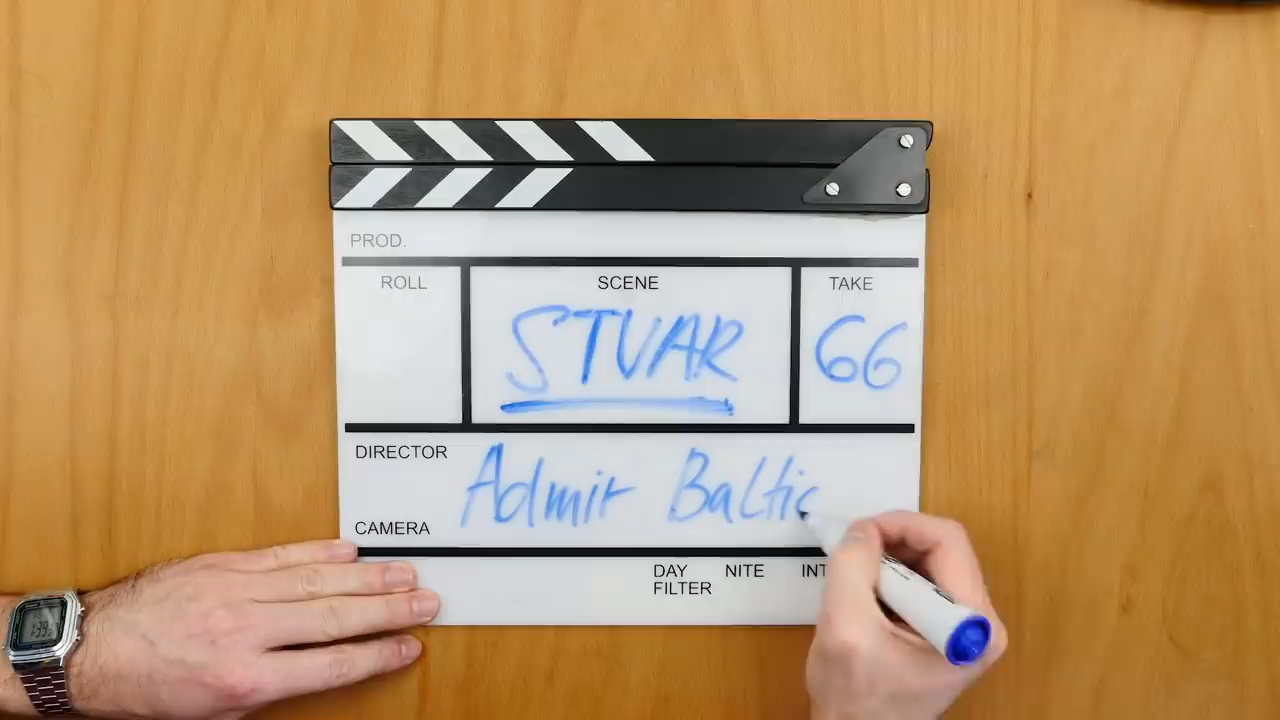 PROD.
ROLL SCENE TAKE
STVAR 66
DIRECTOR
Admir Baltic
CAMERA
DAY NITE INT
FILTER